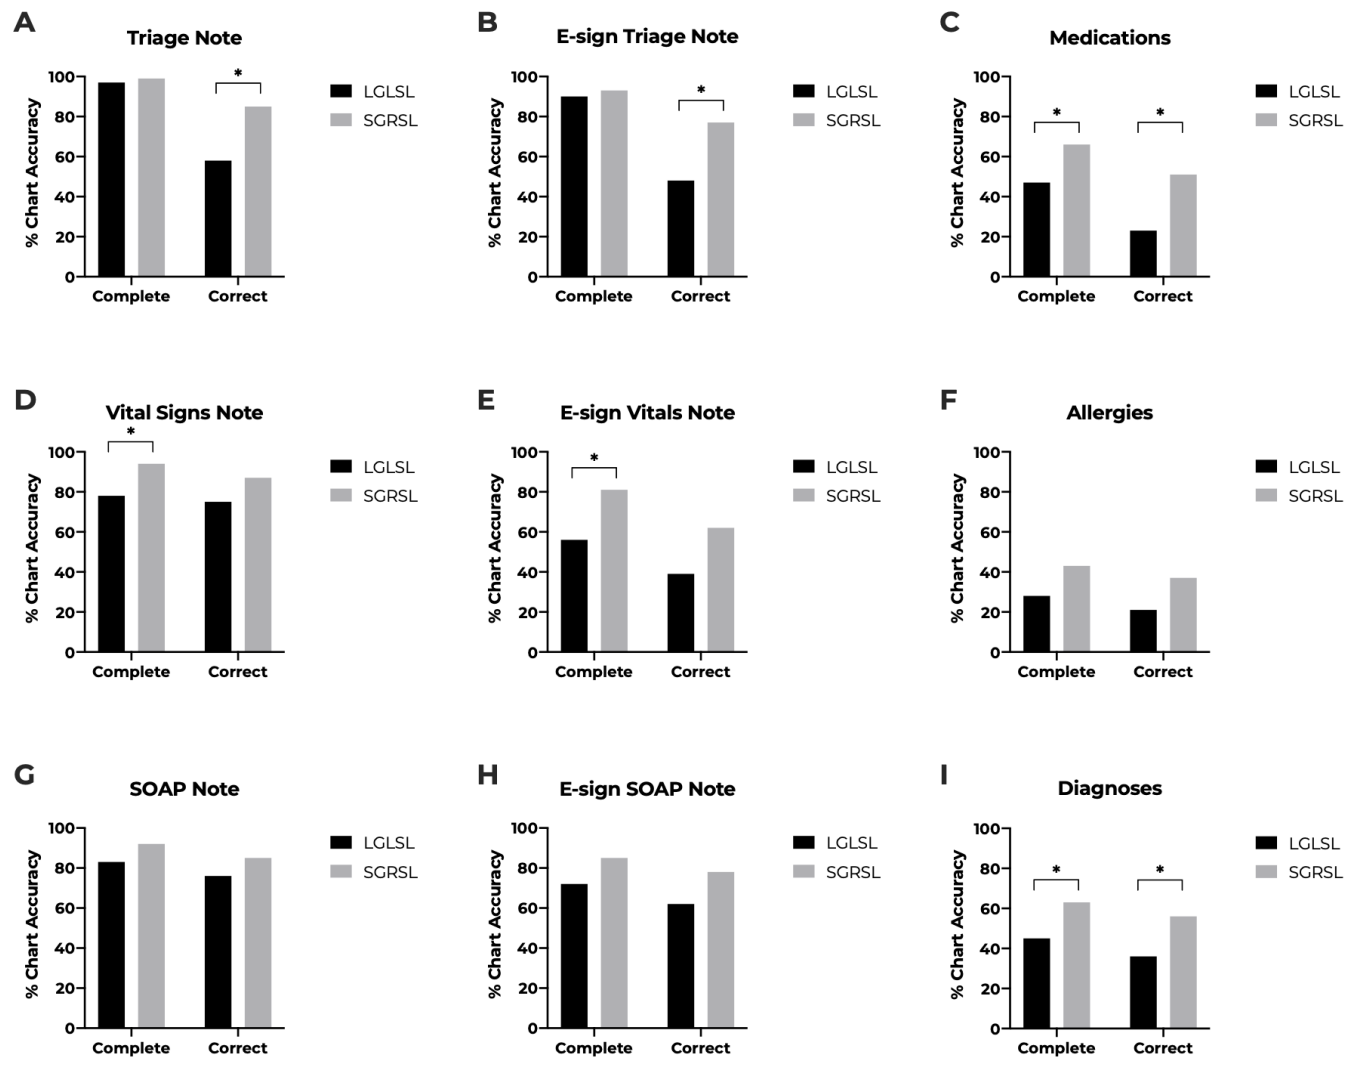 A
Triage Note
*
100
80
60
40
20
0
% Chart Accuracy
Complete
Correct
LGLSL
SGRSL
B
E-sign Triage Note
*
100
80
60
40
20
0
% Chart Accuracy
Complete
Correct
LGLSL
SGRSL
C
Medications
*
*
100
80
60
40
20
0
% Chart Accuracy
Complete
Correct
LGLSL
SGRSL
D
Vital Signs Note
*
100
80
60
40
20
0
% Chart Accuracy
Complete
Correct
LGLSL
SGRSL
E
E-sign Vitals Note
*
100
80
60
40
20
0
% Chart Accuracy
Complete
Correct
LGLSL
SGRSL
F
Allergies
100
80
60
40
20
0
% Chart Accuracy
Complete
Correct
LGLSL
SGRSL
G
SOAP Note
100
80
60
40
20
0
% Chart Accuracy
Complete
Correct
LGLSL
SGRSL
H
E-sign SOAP Note
100
80
60
40
20
0
% Chart Accuracy
Complete
Correct
LGLSL
SGRSL
I
Diagnoses
*
*
100
80
60
40
20
0
% Chart Accuracy
Complete
Correct
LGLSL
SGRSL